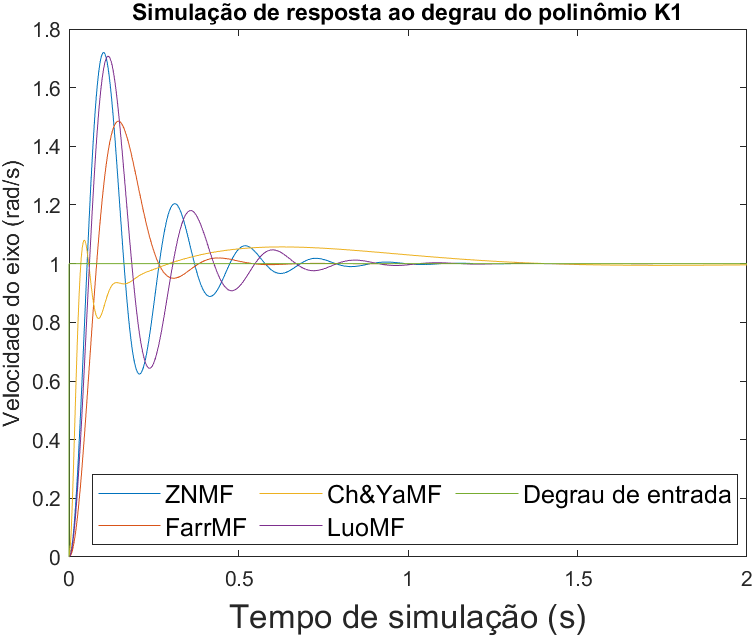 Simulação de resposta ao degrau do polinômio K1
1.8
1.6
1.4
1.2
1
0.8
0.6
0.4
0.2
0
Velocidade do eixo (rad/s)
ZNMF Ch&YaMF Degrau de entrada
FarrMF LuoMF
0 0.5 1 1.5 2
Tempo de simulação (s)